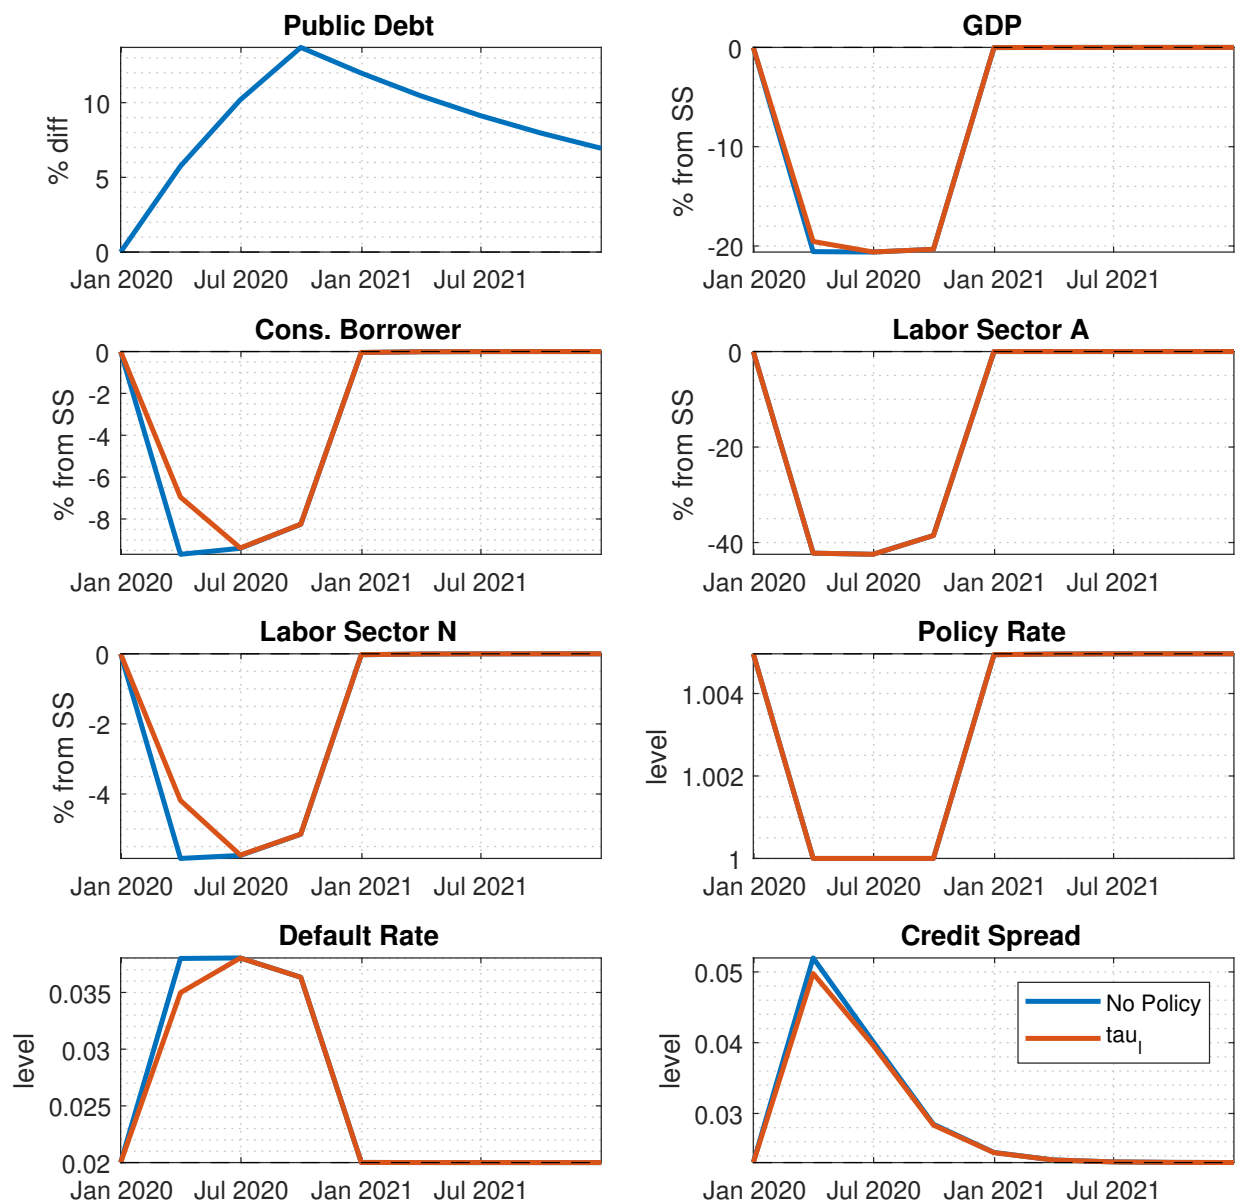 Public Debt
% diff
10
5
0
Jan 2020 Jul 2020 Jan 2021 Jul 2021
GDP
% from SS
0
-10
-20
Jan 2020 Jul 2020 Jan 2021 Jul 2021
Cons. Borrower
% from SS
0
-2
-4
-6
-8
Jan 2020 Jul 2020 Jan 2021 Jul 2021
Labor Sector A
% from SS
0
-20
-40
Jan 2020 Jul 2020 Jan 2021 Jul 2021
Labor Sector N
% from SS
0
-2
-4
Jan 2020 Jul 2020 Jan 2021 Jul 2021
Policy Rate
level
1.004
1.002
1
Jan 2020 Jul 2020 Jan 2021 Jul 2021
Default Rate
level
0.035
0.03
0.025
0.02
Jan 2020 Jul 2020 Jan 2021 Jul 2021
Credit Spread
level
0.05
0.04
0.03
No Policy
tau_l
Jan 2020 Jul 2020 Jan 2021 Jul 2021